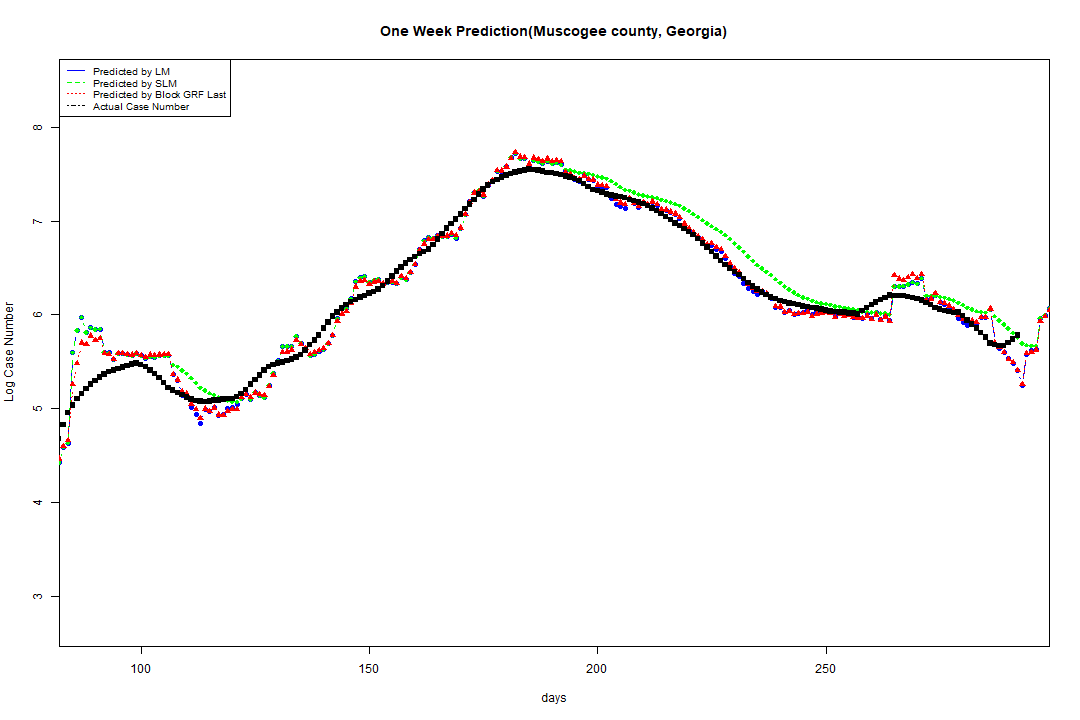 One Week Prediction(Muscogee county, Georgia)
Predicted by LM
Predicted by SLM
Predicted by Block GRF Last
Actual Case Number
8
7
6
5
4
3
Log Case Number
100 150 200 250
days